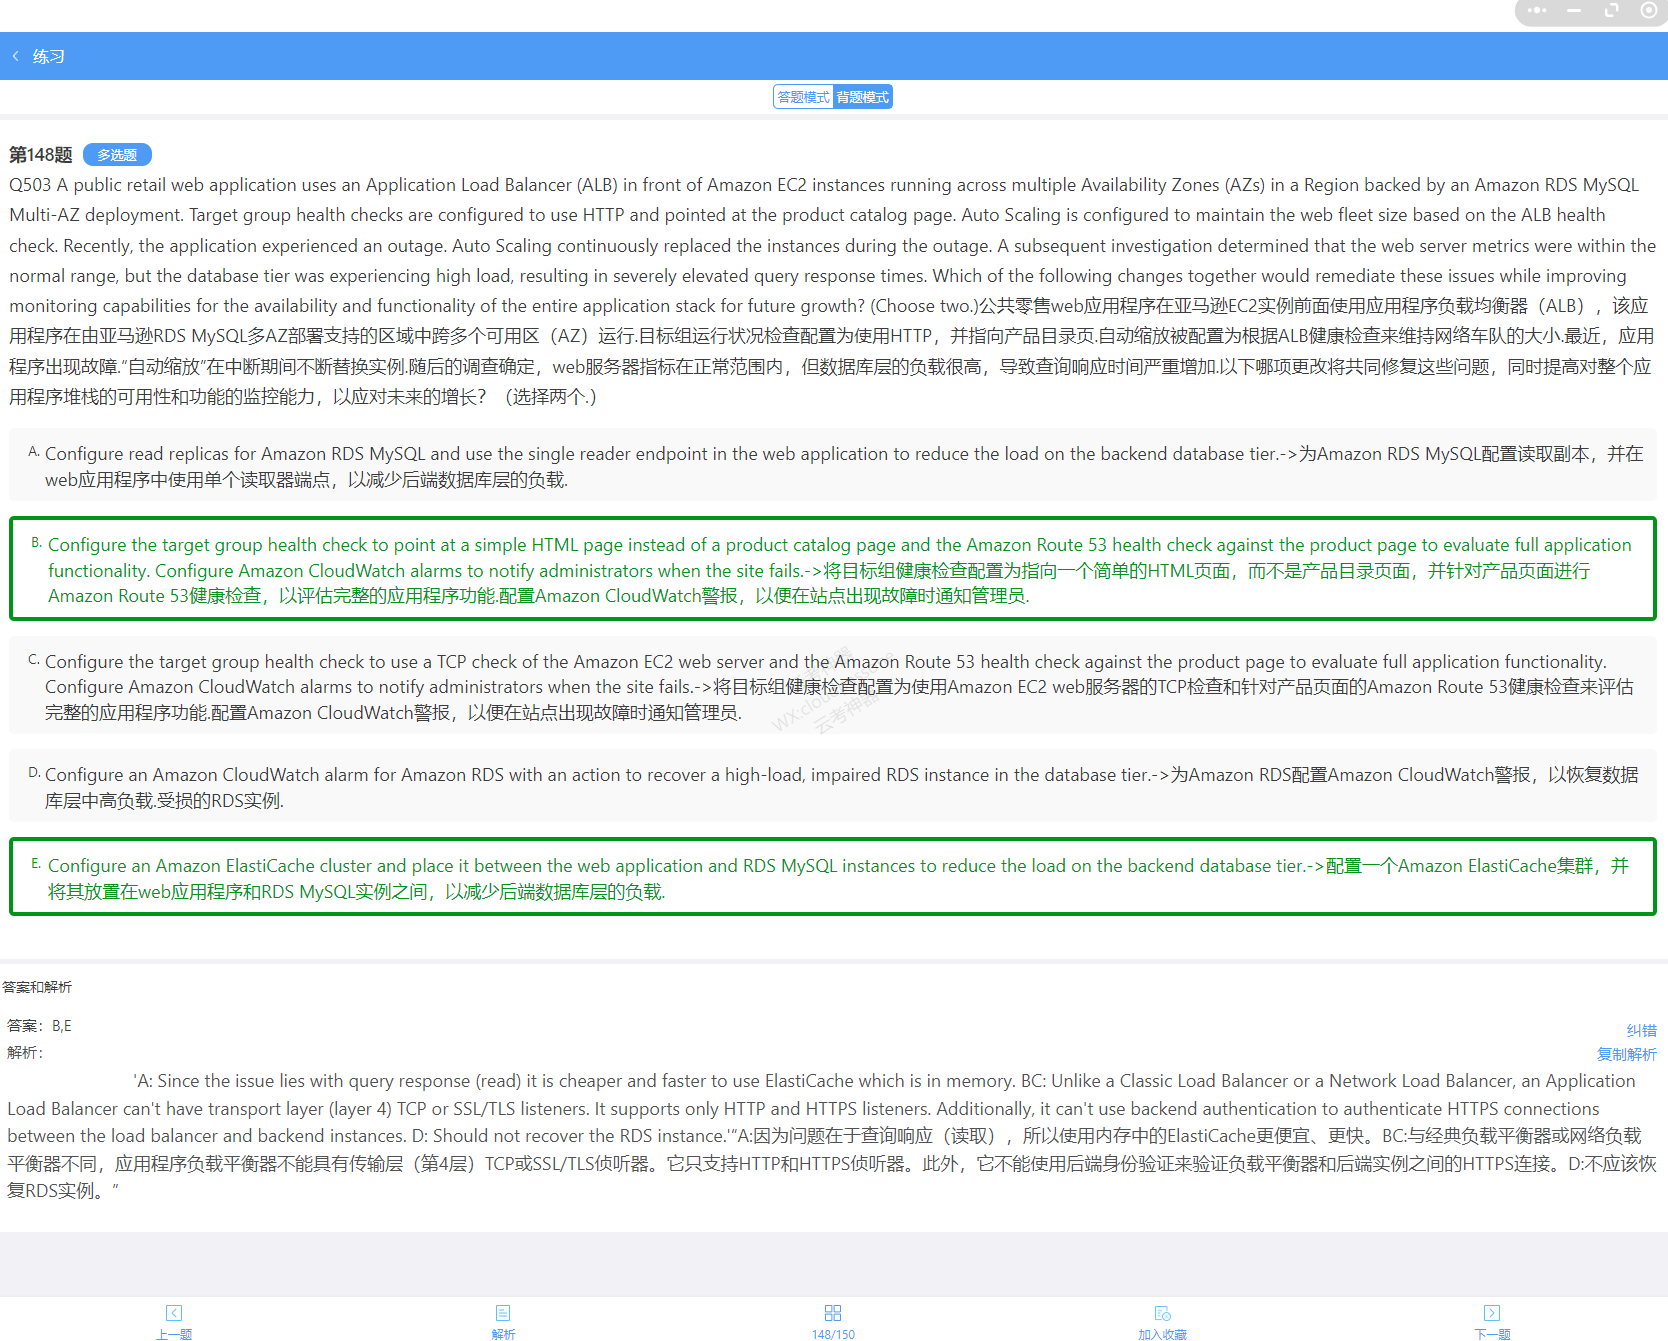 练习
答题模式 背题模式
第148题 多选题
Q503 A public retail web application uses an Application Load Balancer (ALB) in front of Amazon EC2 instances running across multiple Availability Zones (AZs) in a Region backed by an Amazon RDS MySQL
Multi-AZ deployment. Target group health checks are configured to use HTTP and pointed at the product catalog page. Auto Scaling is configured to maintain the web fleet size based on the ALB health
check. Recently, the application experienced an outage. Auto Scaling continuously replaced the instances during the outage. A subsequent investigation determined that the web server metrics were within the
normal range, but the database tier was experiencing high load, resulting in severely elevated query response times. Which of the following changes together would remediate these issues while improving
monitoring capabilities for the availability and functionality of the entire application stack for future growth? (Choose two.)公共零售web应用程序在亚马逊EC2实例前面使用应用程序负载均衡器（ALB），该应
用程序在由亚马逊RDS MySQL多AZ部署支持的区域中跨多个可用区（AZ）运行.目标组运行状况检查配置为使用HTTP，并指向产品目录页.自动缩放被配置为根据ALB健康检查来维持网络车队的大小.最近，应用
程序出现故障.“自动缩放”在中断期间不断替换实例.随后的调查确定，web服务器指标在正常范围内，但数据库层的负载很高，导致查询响应时间严重增加.以下哪项更改将共同修复这些问题，同时提高对整个应
用程序堆栈的可用性和功能的监控能力，以应对未来的增长？（选择两个.）
A. Configure read replicas for Amazon RDS MySQL and use the single reader endpoint in the web application to reduce the load on the backend database tier.->为Amazon RDS MySQL配置读取副本，并在
web应用程序中使用单个读取器端点，以减少后端数据库层的负载.
B. Configure the target group health check to point at a simple HTML page instead of a product catalog page and the Amazon Route 53 health check against the product page to evaluate full application
functionality. Configure Amazon CloudWatch alarms to notify administrators when the site fails.->将目标组健康检查配置为指向一个简单的HTML页面，而不是产品目录页面，并针对产品页面进行
Amazon Route 53健康检查，以评估完整的应用程序功能.配置Amazon CloudWatch警报，以便在站点出现故障时通知管理员.
C. Configure the target group health check to use a TCP check of the Amazon EC2 web server and the Amazon Route 53 health check against the product page to evaluate full application functionality.
Configure Amazon CloudWatch alarms to notify administrators when the site fails.->将目标组健康检查配置为使用Amazon EC2 web服务器的TCP检查和针对产品页面的Amazon Route 53健康检查来评估
完整的应用程序功能.配置Amazon CloudWatch警报，以便在站点出现故障时通知管理员.
云考神器
D. Configure an Amazon CloudWatch alarm for Amazon RDS with an action to recover a high-load, impaired RDS instance in the database tier.->为Amazon RDS配置Amazon CloudWatch警报，以恢复数据
库层中高负载.受损的RDS实例.
E. Configure an Amazon ElastiCache cluster and place it between the web application and RDS MySQL instances to reduce the load on the backend database tier.->配置一个Amazon ElastiCache集群，并
将其放置在web应用程序和RDS MySQL实例之间，以减少后端数据库层的负载.
答案和解析
答案：B,E
纠错
解析：
复制解析
'A: Since the issue lies with query response (read) it is cheaper and faster to use ElastiCache which is in memory. BC: Unlike a Classic Load Balancer or a Network Load Balancer, an Application
Load Balancer can't have transport layer (layer 4) TCP or SSL/TLS listeners. It supports only HTTP and HTTPS listeners. Additionally, it can't use backend authentication to authenticate HTTPS connections
between the load balancer and backend instances. D: Should not recover the RDS instance.'“A:因为问题在于查询响应（读取），所以使用内存中的ElastiCache更便宜、更快。BC:与经典负载平衡器或网络负载
平衡器不同，应用程序负载平衡器不能具有传输层（第4层）TCP或SSL/TLS侦听器。它只支持HTTP和HTTPS侦听器。此外，它不能使用后端身份验证来验证负载平衡器和后端实例之间的HTTPS连接。D:不应该恢
复RDS实例。”
上一题 解析 148/150 加入收藏 下一题